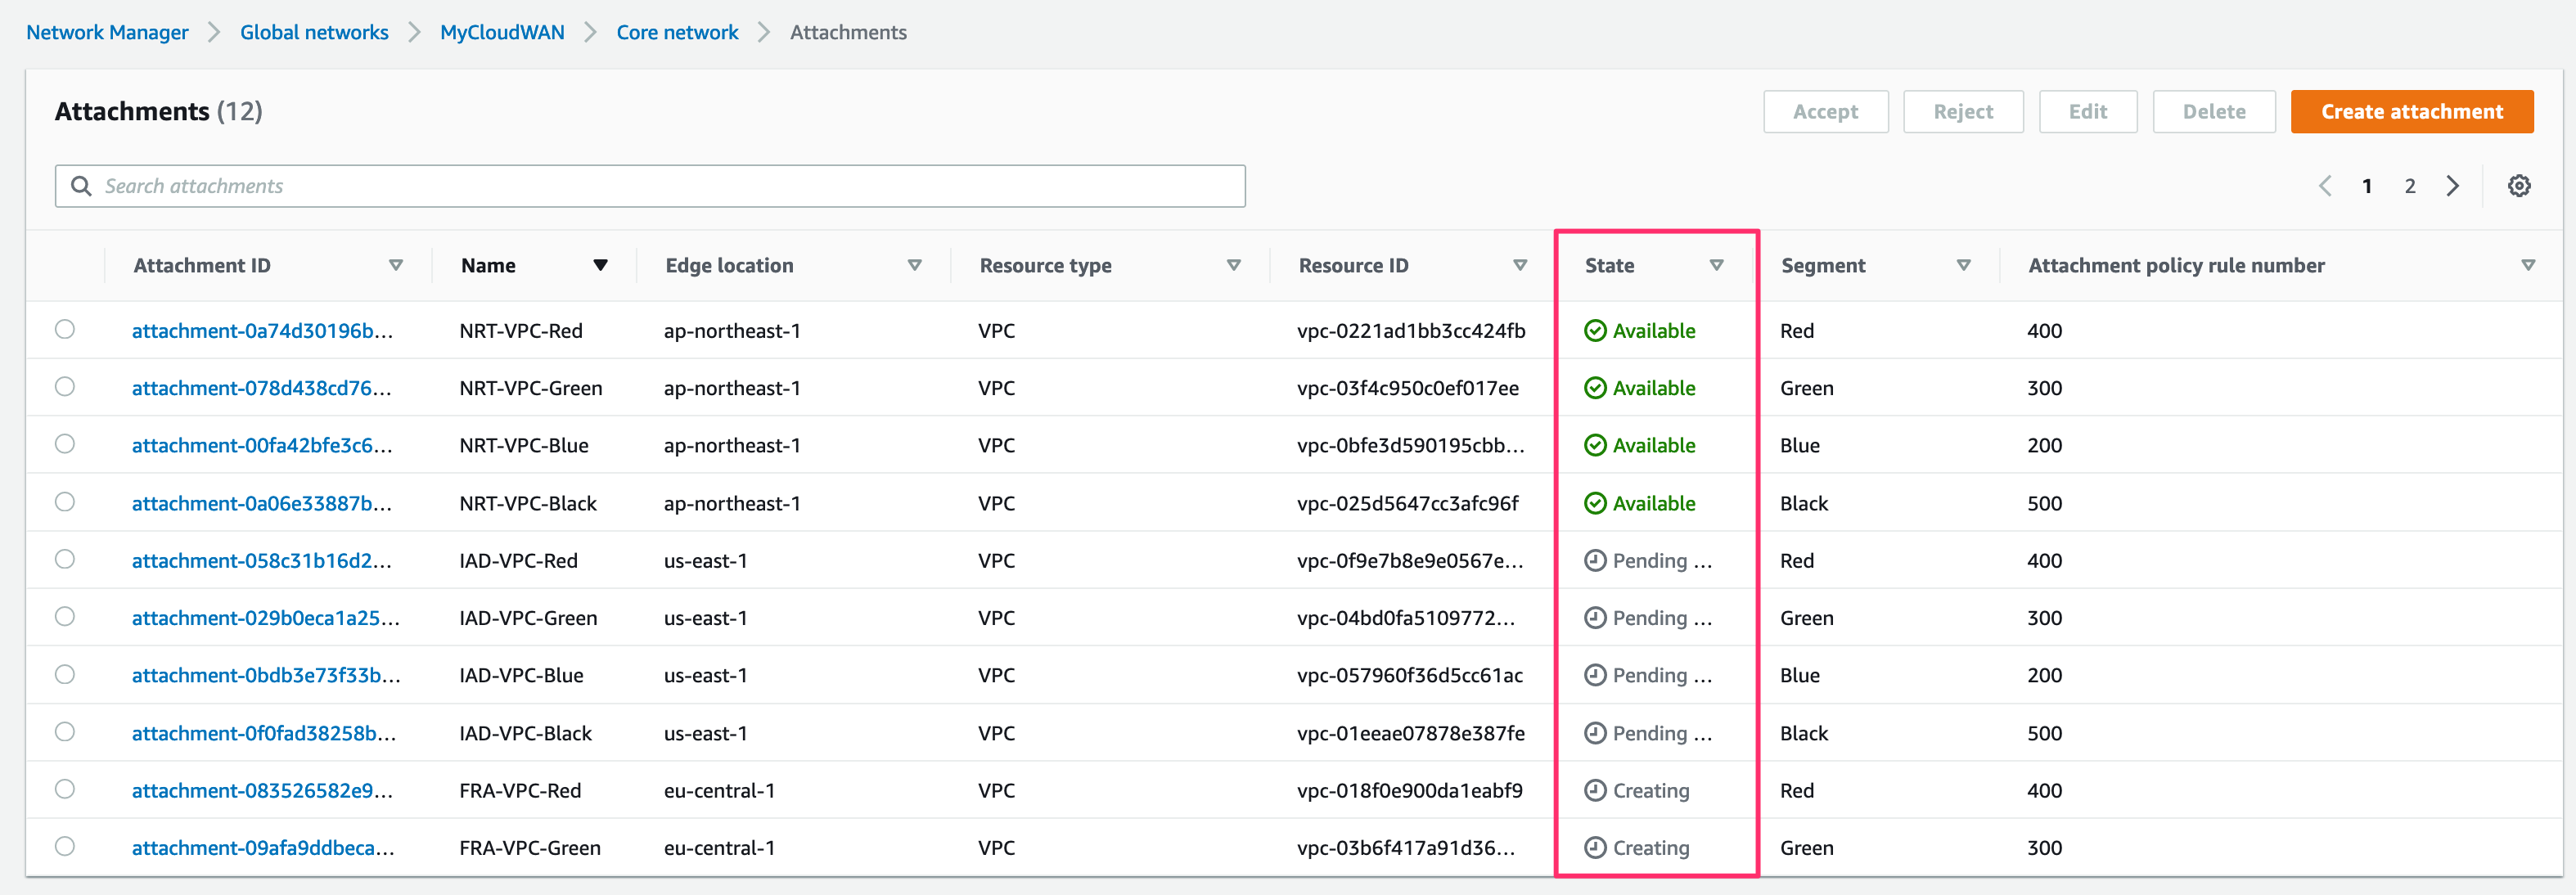 Network Manager > Global networks > MyCloudWAN > Core network > Attachments
Attachments (12) Accept Reject Edit Delete Create attachment
Search attachments 1 2
Attachment ID Name Edge location Resource type Resource ID State Segment Attachment policy rule number
attachment-0a74d30196b... NRT-VPC-Red ap-northeast-1 VPC vpc-0221ad1bb3cc424fb Available Red 400
attachment-078d438cd76... NRT-VPC-Green ap-northeast-1 VPC vpc-03f4c950c0ef017ee Available Green 300
attachment-00fa42bfe3c6... NRT-VPC-Blue ap-northeast-1 VPC vpc-0bfe3d590195cbb... Available Blue 200
attachment-0a06e33887b... NRT-VPC-Black ap-northeast-1 VPC vpc-025d5647cc3afc96f Available Black 500
attachment-058c31b16d2... IAD-VPC-Red us-east-1 VPC vpc-0f9e7b8e9e0567e... Pending ... Red 400
attachment-029b0eca1a25... IAD-VPC-Green us-east-1 VPC vpc-04bd0fa5109772... Pending ... Green 300
attachment-0bdb3e73f33b... IAD-VPC-Blue us-east-1 VPC vpc-057960f36d5cc61ac Pending ... Blue 200
attachment-0f0fad38258b... IAD-VPC-Black us-east-1 VPC vpc-01eeae07878e387fe Pending ... Black 500
attachment-083526582e9... FRA-VPC-Red eu-central-1 VPC vpc-018f0e900da1eabf9 Creating Red 400
attachment-09afa9ddbeca... FRA-VPC-Green eu-central-1 VPC vpc-03b6f417a91d36... Creating Green 300